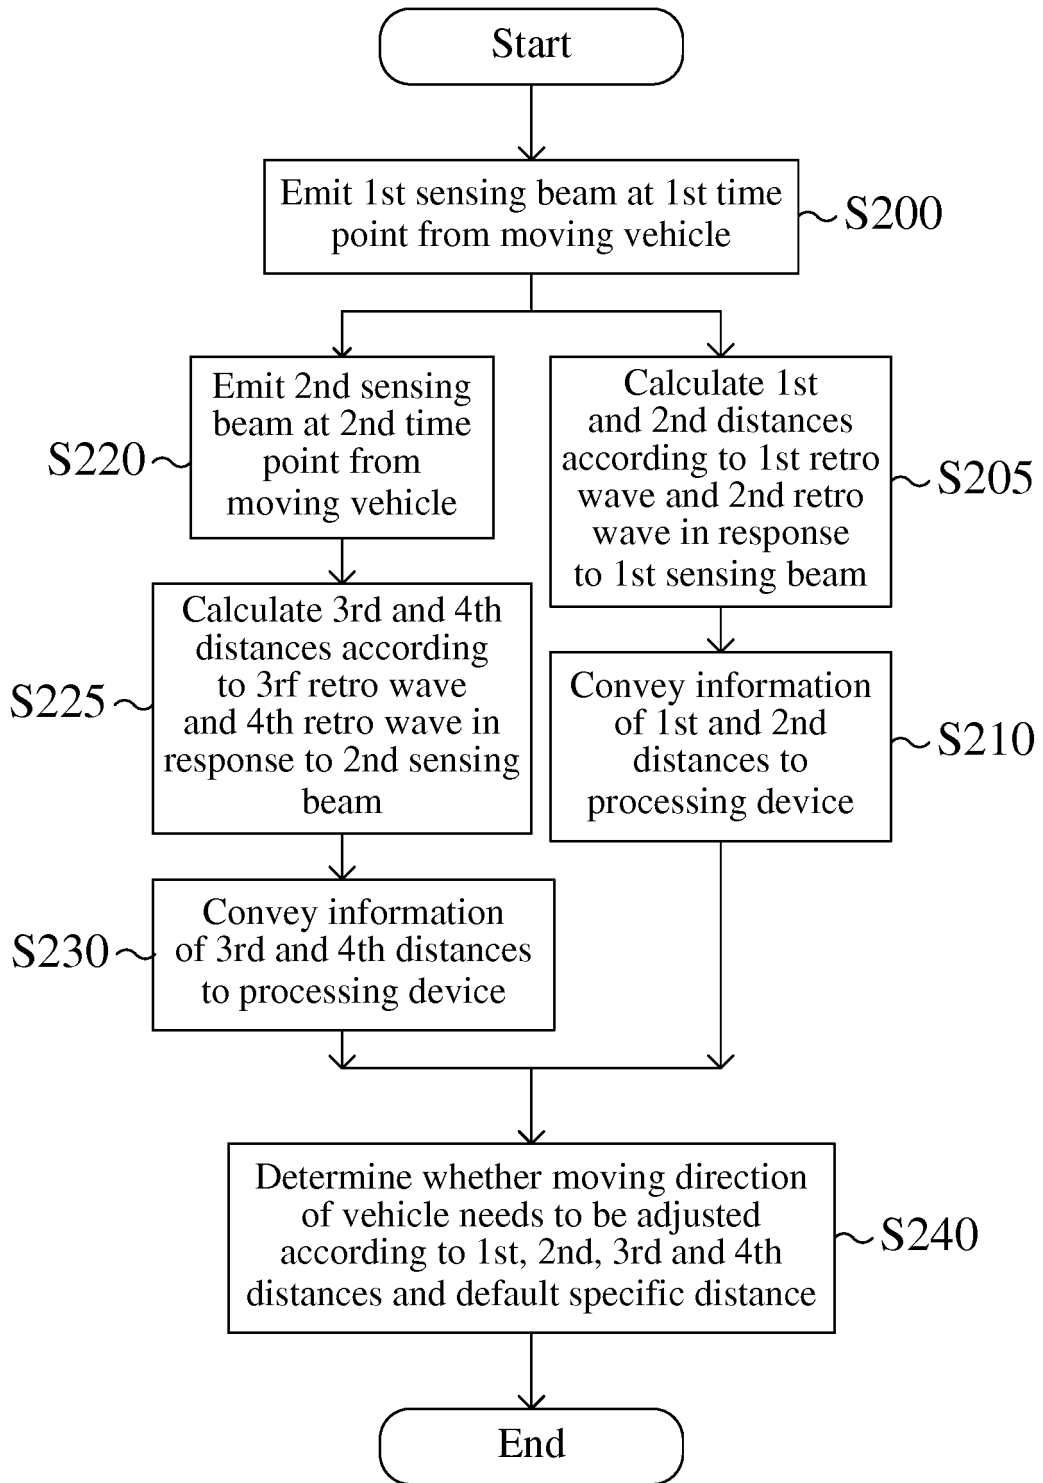 Start
Emit 1st sensing beam at 1st time
point from moving vehicle
S200
Emit 2nd sensing
beam at 2nd time
point from
moving vehicle
S220
Calculate 1st
and 2nd distances
according to 1st retro
wave and 2nd retro
wave in response
to 1st sensing beam
S205
Calculate 3rd and 4th
distances according
to 3rf retro wave
and 4th retro wave in
response to 2nd sensing
beam
S225
Convey information
of 1st and 2nd
distances to
processing device
S210
Convey information
of 3rd and 4th distances
to processing device
S230
Determine whether moving direction
of vehicle needs to be adjusted
according to 1st, 2nd, 3rd and 4th
distances and default specific distance
S240
End